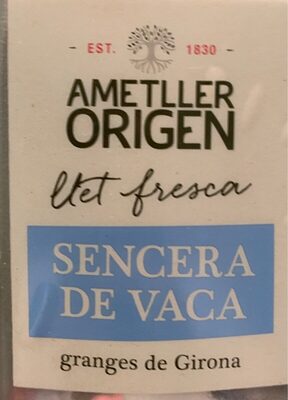 - EST. 1830 -
AMETLLER
ORIGEN
llet fresca
SENCERA
DE VACA
granges de Girona